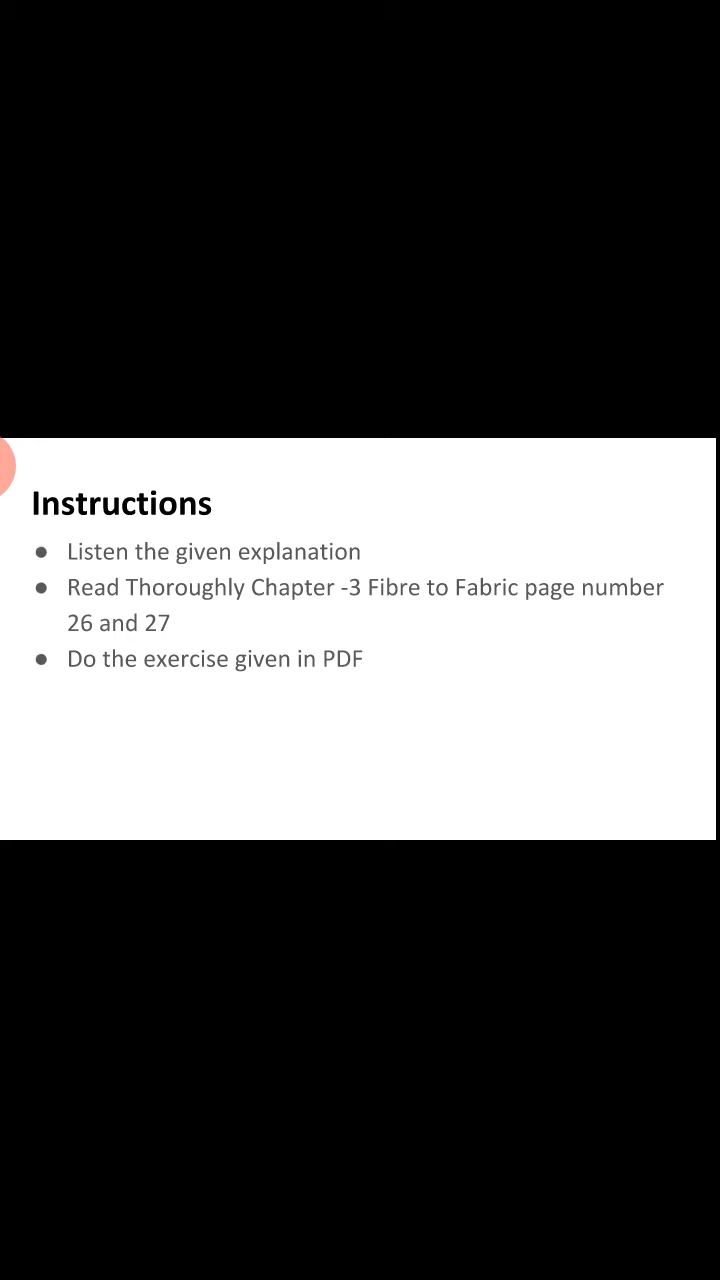 Instructions
● Listen the given explanation
● Read Thoroughly Chapter -3 Fibre to Fabric page number
26 and 27
● Do the exercise given in PDF